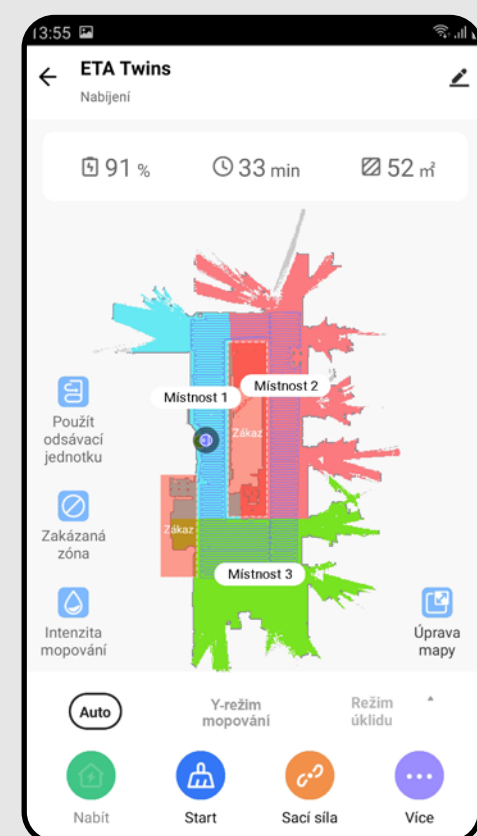 13:55
ETA Twins
Nabíjení
91 %
33 min
52 ㎡
Místnost 1
Místnost 2
Zákaz
Použít
odsávací
jednotku
Zakázaná
zóna
Zákaz
Místnost 3
Intenzita
mopování
Úprava
mapy
Auto
Y-režim
mopování
Režim
úklidu
Nabít
Start
Sací síla
Více